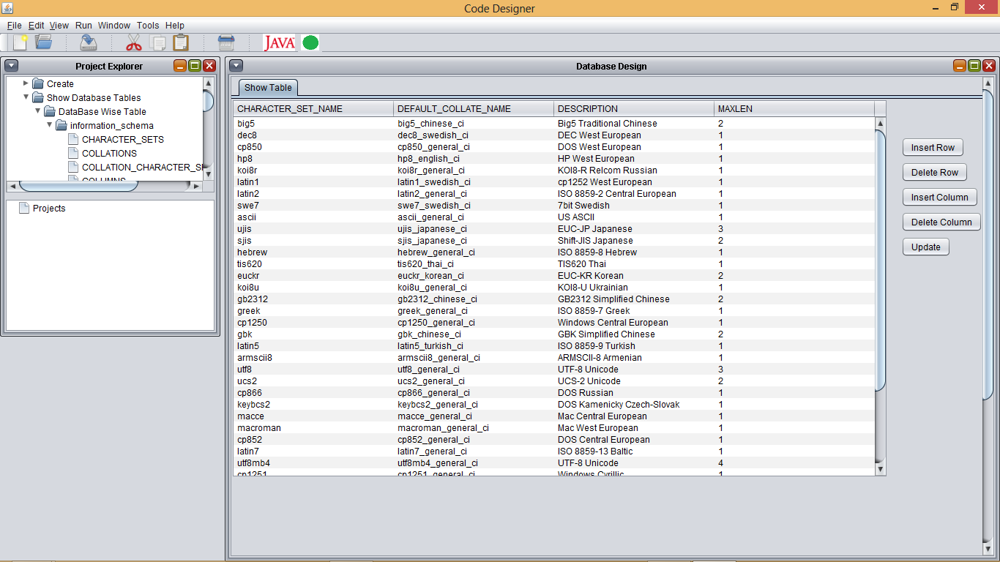 Code Designer
File Edit View Run Window Tools Help
JAVA
Project Explorer
Create
Show Database Tables
DataBase Wise Table
information_schema
CHARACTER_SETS
COLLATIONS
COLLATION_CHARACTER_S
COLUMNS
Projects
Database Design
Show Table
CHARACTER_SET_NAME DEFAULT_COLLATE_NAME DESCRIPTION MAXLEN
big5 big5_chinese_ci Big5 Traditional Chinese 2
dec8 dec8_swedish_ci DEC West European 1
cp850 cp850_general_ci DOS West European 1
hp8 hp8_english_ci HP West European 1
koi8r koi8r_general_ci KOI8-R Relcom Russian 1
latin1 latin1_swedish_ci cp1252 West European 1
latin2 latin2_general_ci ISO 8859-2 Central European 1
swe7 swe7_swedish_ci 7bit Swedish 1
ascii ascii_general_ci US ASCII 1
ujis ujis_japanese_ci EUC-JP Japanese 3
sjis sjis_japanese_ci Shift-JIS Japanese 2
hebrew hebrew_general_ci ISO 8859-8 Hebrew 1
tis620 tis620_thai_ci TIS620 Thai 1
euckr euckr_korean_ci EUC-KR Korean 2
koi8u koi8u_general_ci KOI8-U Ukrainian 1
gb2312 gb2312_chinese_ci GB2312 Simplified Chinese 2
greek greek_general_ci ISO 8859-7 Greek 1
cp1250 cp1250_general_ci Windows Central European 1
gbk gbk_chinese_ci GBK Simplified Chinese 2
latin5 latin5_turkish_ci ISO 8859-9 Turkish 1
armscii8 armscii8_general_ci ARMSCII-8 Armenian 1
utf8 utf8_general_ci UTF-8 Unicode 3
ucs2 ucs2_general_ci UCS-2 Unicode 2
cp866 cp866_general_ci DOS Russian 1
keybcs2 keybcs2_general_ci DOS Kamenicky Czech-Slovak 1
macce macce_general_ci Mac Central European 1
macroman macroman_general_ci Mac West European 1
cp852 cp852_general_ci DOS Central European 1
latin7 latin7_general_ci ISO 8859-13 Baltic 1
utf8mb4 utf8mb4_general_ci UTF-8 Unicode 4
cp1251 cp1251_general_ci Windows Cyrillic 1
Insert Row
Delete Row
Insert Column
Delete Column
Update